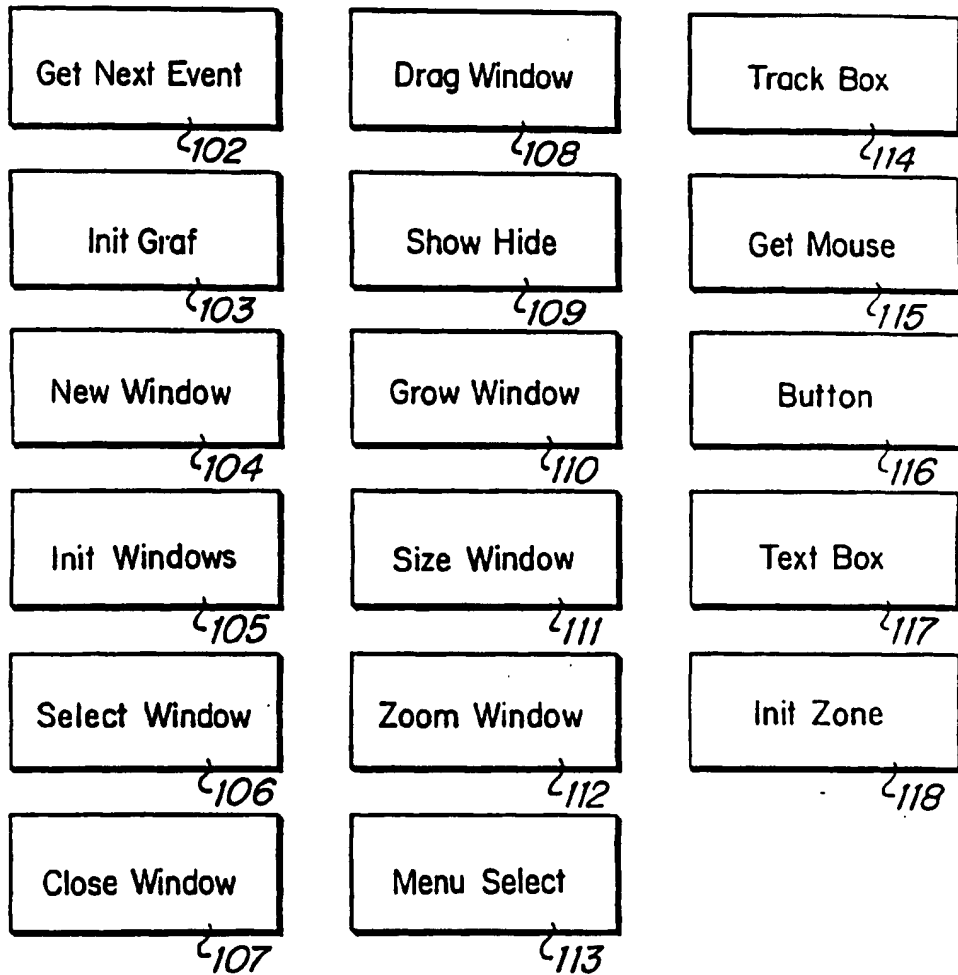 Get Next Event
102
Init Graf
103
New Window
104
Init Windows
105
Select Window
106
Close Window
107
Drag Window
108
Show Hide
109
Grow Window
110
Size Window
111
Zoom Window
112
Menu Select
113
Track Box
114
Get Mouse
115
Button
116
Text Box
117
Init Zone
118